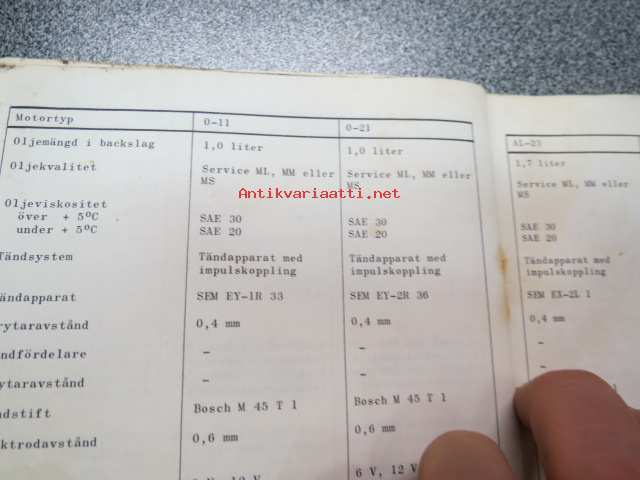 Motortyp 0-11 0-21 AL-21
Oljemängd i backslag 1,0 liter 1,0 liter 1,7 liter
Oljekvalitet Service ML, MM eller MS Service ML, MM eller MS Service ML, MM eller MS
Antikvariaatti.net
Oljeviskositet
över + 5°C SAE 30 SAE 30 SAE 30
under + 5°C SAE 20 SAE 20 SAE 20
Tändsystem Tändapparat med impulskoppling Tändapparat med impulskoppling Tändapparat med impulskoppling
ändapparat SEM EY-1R 33 SEM EY-2R 36 SEM EX-2L 1
rytaravstånd 0,4 mm 0,4 mm 0,4 mm
ndfördelare - - -
ytaravstånd - - -
ndstift Bosch M 45 T 1 Bosch M 45 T 1
ktrodavstånd 0,6 mm 0,6 mm
6 V, 12 V